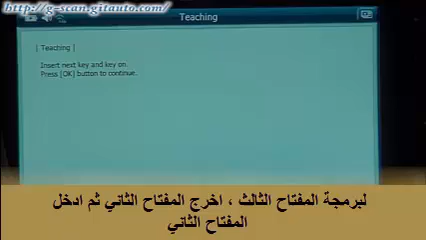 http://g-scan.gitauto.com/
Teaching
[ Teaching ]
Insert next key and key on.
Press [OK] button to continue.
لبرمجة المفتاح الثالث ، اخرج المفتاح الثاني ثم ادخل
المفتاح الثاني